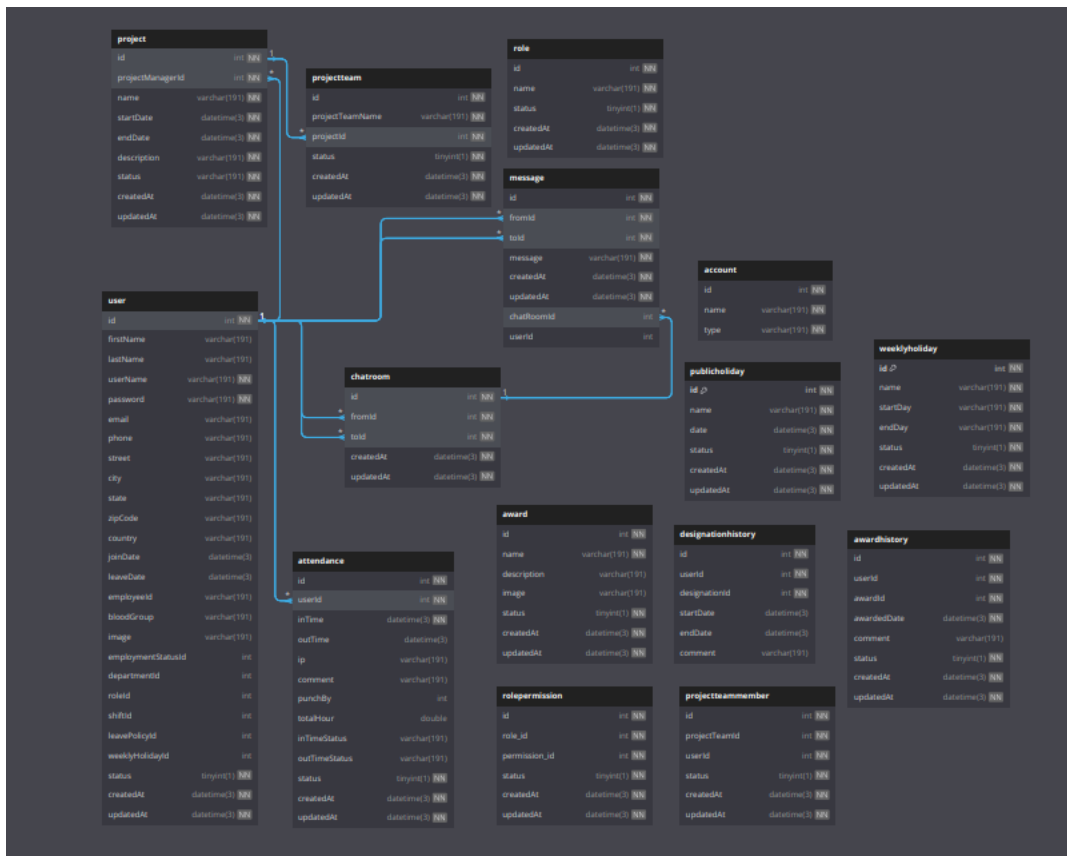 project
id int NN
projectManagerId int NN
name varchar(191) NN
startDate datetime(3) NN
endDate datetime(3) NN
description varchar(191) NN
status varchar(191) NN
createdAt datetime(3) NN
updatedAt datetime(3) NN
1
*
projectteam
id int NN
projectTeamName varchar(191) NN
projectId int NN
status tinyint(1) NN
createdAt datetime(3) NN
updatedAt datetime(3) NN
*
role
id int NN
name varchar(191) NN
status tinyint(1) NN
createdAt datetime(3) NN
updatedAt datetime(3) NN
message
id int NN
fromId int NN
toId int NN
message varchar(191) NN
createdAt datetime(3) NN
updatedAt datetime(3) NN
chatRoomId int
userId int
*
*
*
account
id int NN
name varchar(191) NN
type varchar(191) NN
user
id int NN
firstName varchar(191)
lastName varchar(191)
userName varchar(191) NN
password varchar(191) NN
email varchar(191)
phone varchar(191)
street varchar(191)
city varchar(191)
state varchar(191)
zipCode varchar(191)
country varchar(191)
joinDate datetime(3)
leaveDate datetime(3)
employeeId varchar(191)
bloodGroup varchar(191)
image varchar(191)
employmentStatusId int
departmentId int
roleId int
shiftId int
leavePolicyId int
weeklyHolidayId int
status tinyint(1) NN
createdAt datetime(3) NN
updatedAt datetime(3) NN
1
chatroom
id int NN
fromId int NN
toId int NN
createdAt datetime(3) NN
updatedAt datetime(3) NN
1
*
*
publicholiday
id int NN
name varchar(191) NN
date datetime(3) NN
status tinyint(1) NN
createdAt datetime(3) NN
updatedAt datetime(3) NN
weeklyholiday
id int NN
name varchar(191) NN
startDay varchar(191) NN
endDay varchar(191) NN
status tinyint(1) NN
createdAt datetime(3) NN
updatedAt datetime(3) NN
attendance
id int NN
userId int NN
inTime datetime(3) NN
outTime datetime(3)
ip varchar(191)
comment varchar(191)
punchBy int
totalHour double
inTimeStatus varchar(191)
outTimeStatus varchar(191)
status tinyint(1) NN
createdAt datetime(3) NN
updatedAt datetime(3) NN
*
award
id int NN
name varchar(191) NN
description varchar(191)
image varchar(191)
status tinyint(1) NN
createdAt datetime(3) NN
updatedAt datetime(3) NN
designationhistory
id int NN
userId int NN
designationId int NN
startDate datetime(3)
endDate datetime(3)
comment varchar(191)
awardhistory
id int NN
userId int NN
awardId int NN
awardedDate datetime(3) NN
comment varchar(191)
status tinyint(1) NN
createdAt datetime(3) NN
updatedAt datetime(3) NN
rolepermission
id int NN
role_id int NN
permission_id int NN
status tinyint(1) NN
createdAt datetime(3) NN
updatedAt datetime(3) NN
projectteammember
id int NN
projectTeamId int NN
userId int NN
status tinyint(1) NN
createdAt datetime(3) NN
updatedAt datetime(3) NN